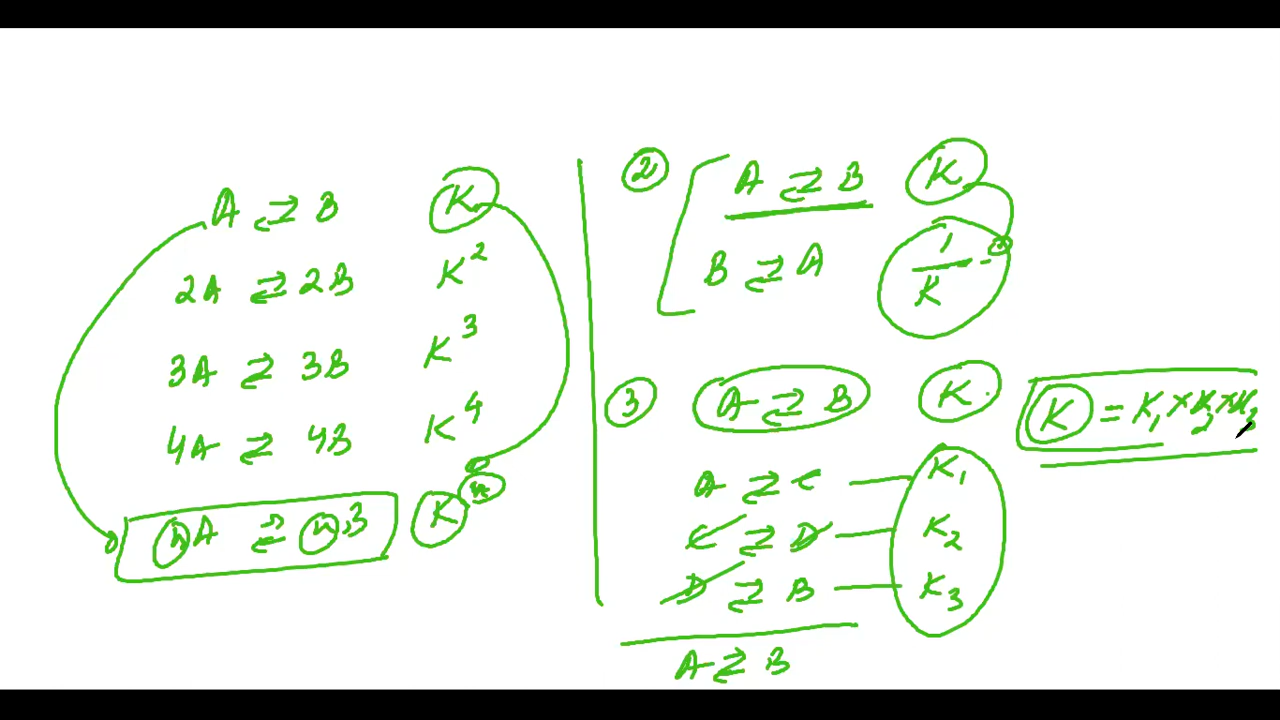 A ⇄ B K
2A ⇄ 2B K²
3A ⇄ 3B K³
4A ⇄ 4B K⁴
nA ⇄ nB Kⁿ
② A ⇄ B K
B ⇄ A 1/K
③ A ⇄ B K
K = K₁ × K₂ × K₃
A ⇄ C K₁
C ⇄ D K₂
D ⇄ B K₃
A ⇄ B